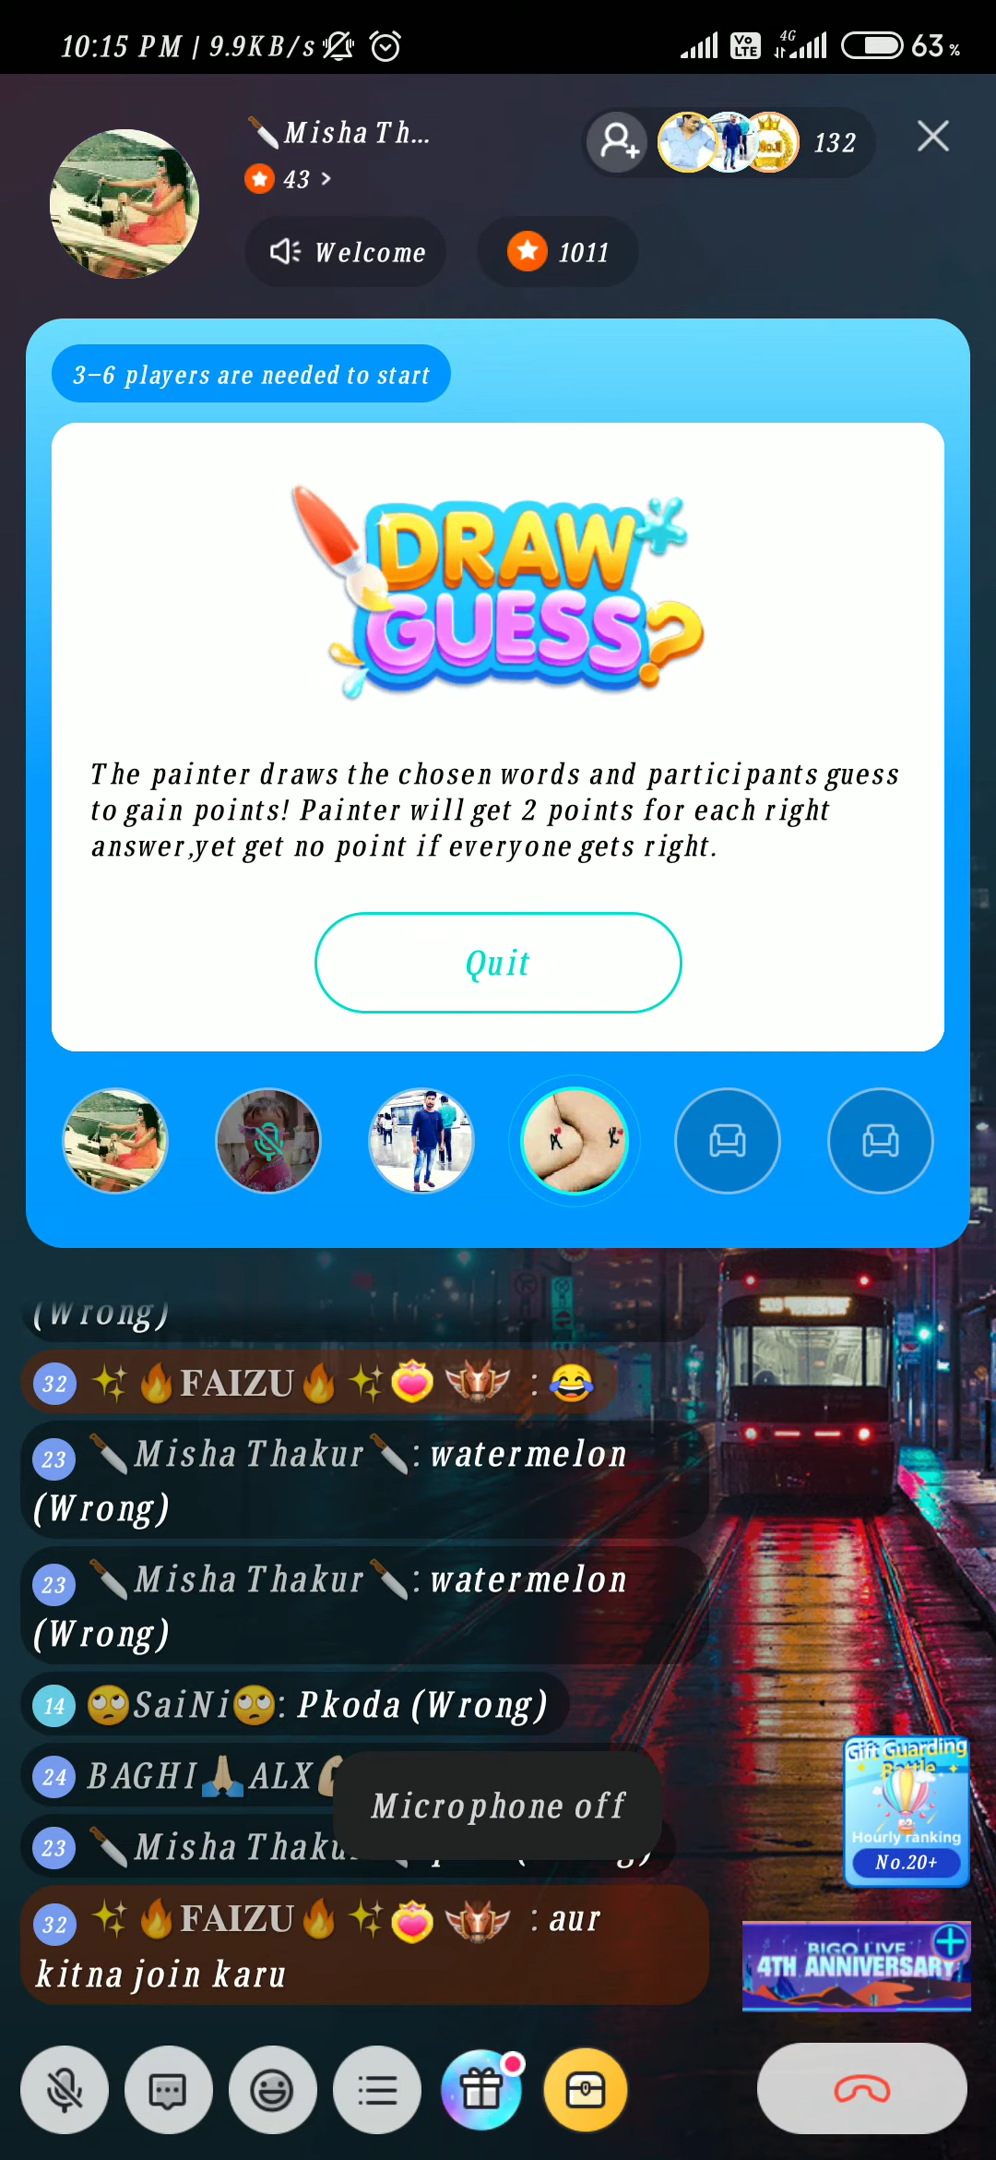 10:15 PM | 9.9KB/s
Vo LTE 4G 63 %
Misha Th...
132
43 >
Welcome
1011
3-6 players are needed to start
DRAW
GUESS?
The painter draws the chosen words and participants guess
to gain points! Painter will get 2 points for each right
answer,yet get no point if everyone gets right.
Quit
(Wrong)
32 FAIZU : 😂
23 🔪Misha Thakur🔪: watermelon
(Wrong)
23 🔪Misha Thakur🔪: watermelon
(Wrong)
14 🙄SaiNi🙄: Pkoda (Wrong)
24 BAGHI🙏🏼ALX
Microphone off
23 🔪Misha Thaku
32 FAIZU : aur
kitna join karu
Gift Guarding
Battle
Hourly ranking
No.20+
BIGO LIVE
4TH ANNIVERSARY